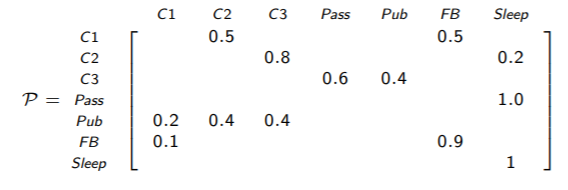 C1 C2 C3 Pass Pub FB Sleep
C1 0.5 0.5
C2 0.8 0.2
C3 0.6 0.4
𝒫 = Pass 1.0
Pub 0.2 0.4 0.4
FB 0.1 0.9
Sleep 1